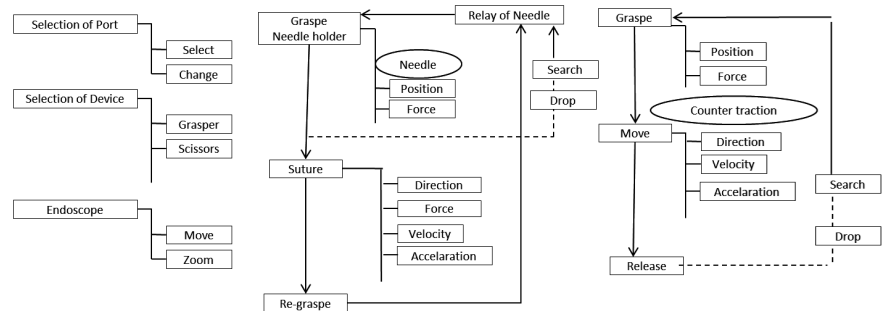 Selection of Port
Select
Change
Selection of Device
Grasper
Scissors
Endoscope
Move
Zoom
Graspe
Needle holder
Relay of Needle
Needle
Position
Force
Search
Drop
Suture
Direction
Force
Velocity
Accelaration
Re-graspe
Graspe
Position
Force
Counter traction
Move
Direction
Velocity
Accelaration
Search
Drop
Release